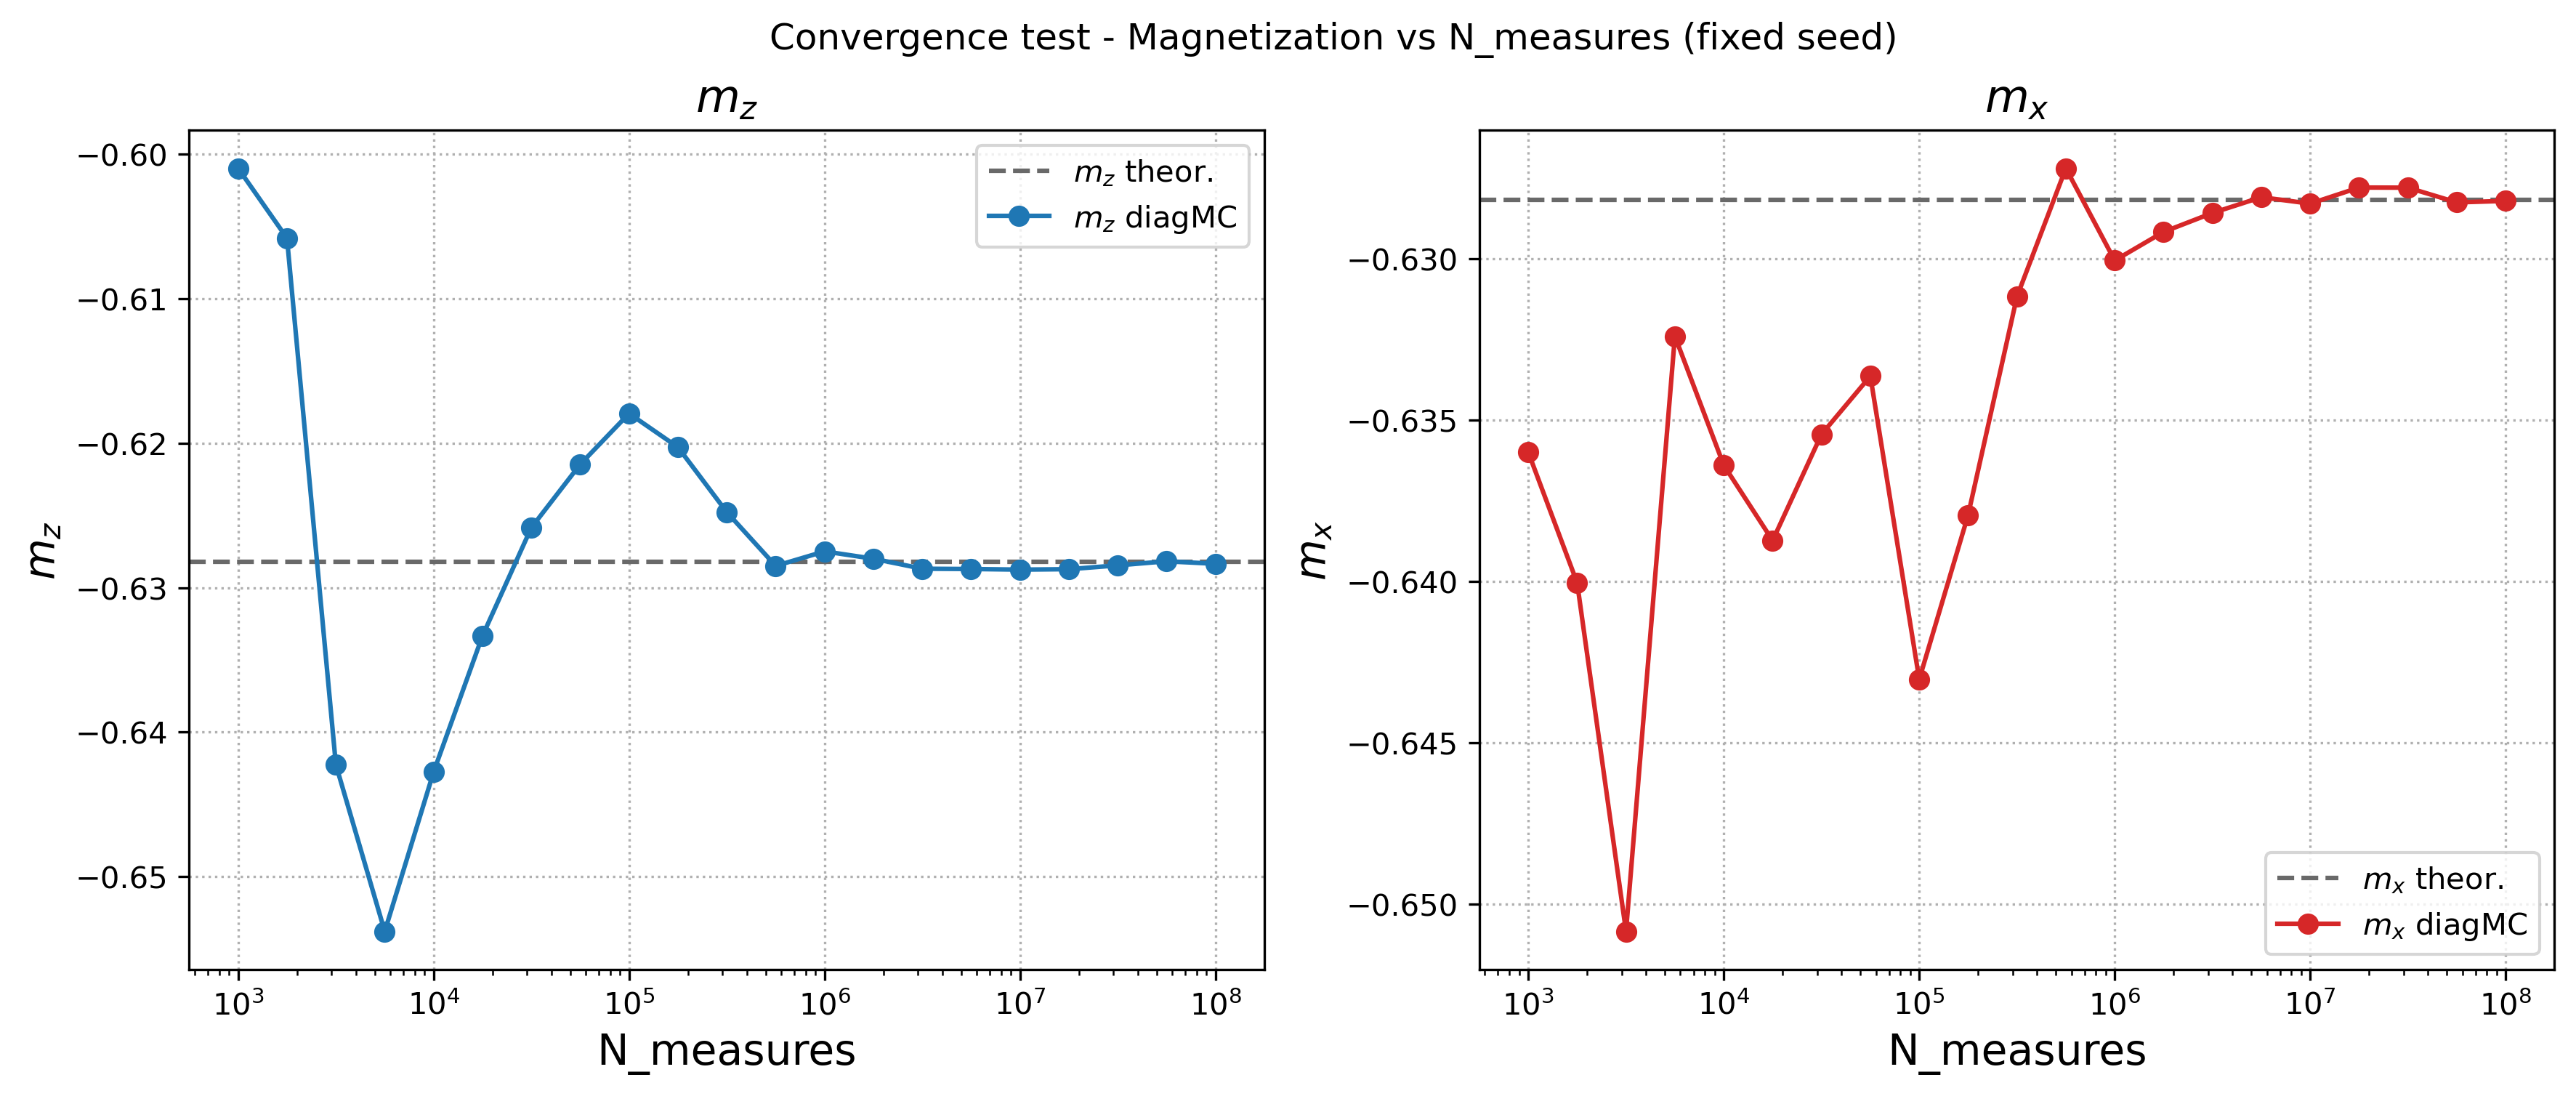 Convergence test - Magnetization vs N_measures (fixed seed)
m_z
−0.60
−0.61
−0.62
−0.63
−0.64
−0.65
m_z
10^3
10^4
10^5
10^6
10^7
10^8
N_measures
m_z theor.
m_z diagMC
m_x
−0.630
−0.635
−0.640
−0.645
−0.650
m_x
10^3
10^4
10^5
10^6
10^7
10^8
N_measures
m_x theor.
m_x diagMC